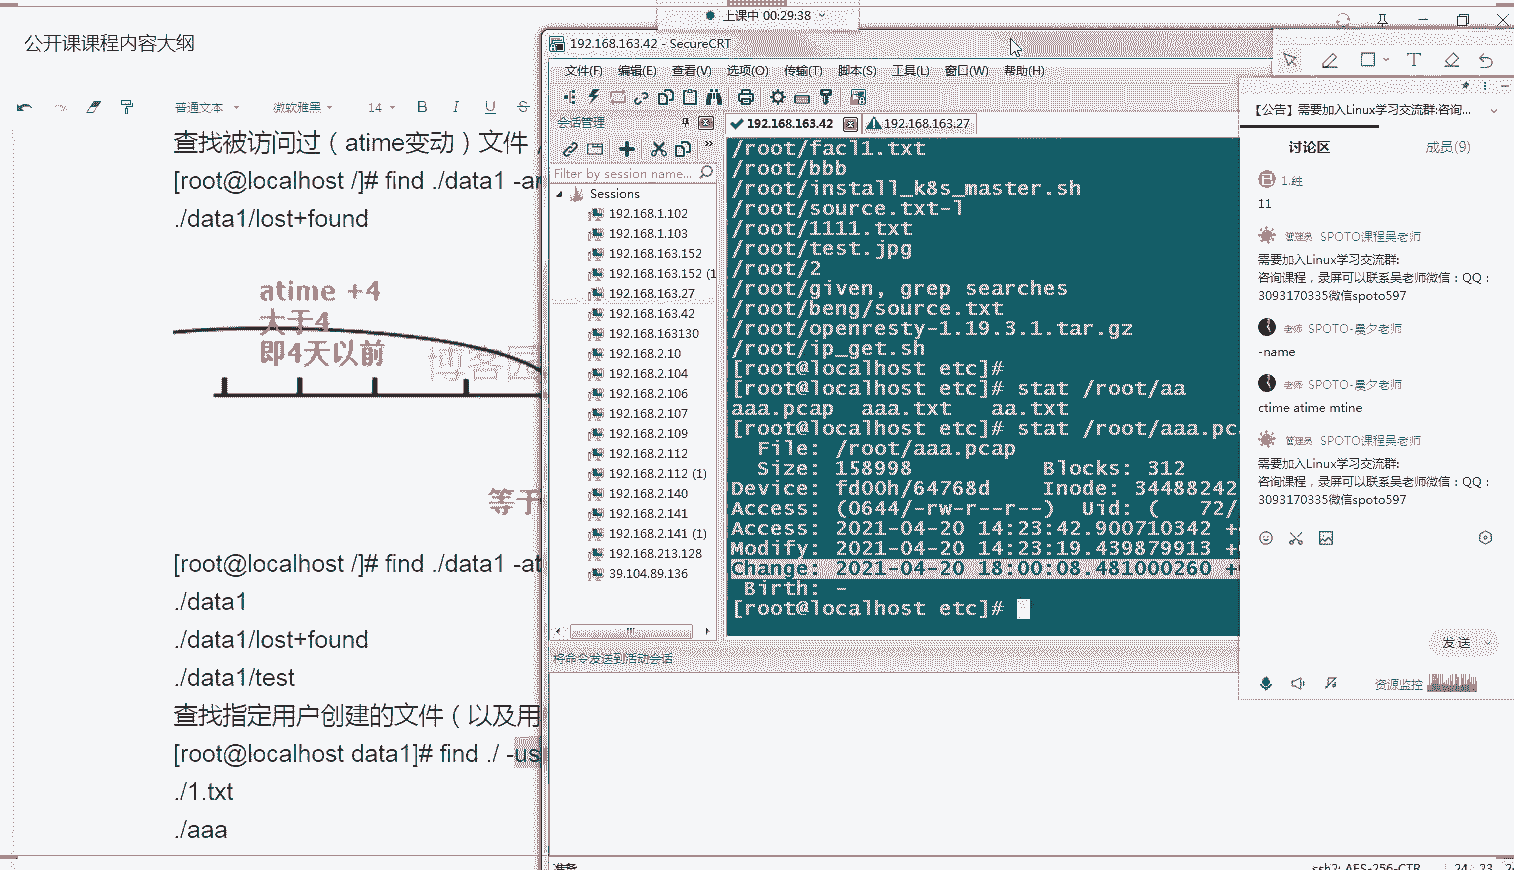 上课中 00:29:38
公开课课程内容大纲
普通文本
微软雅黑
14
B
I
U
S
查找被访问过（atime变动）文件
[root@localhost /]# find ./data1 -a
./data1/lost+found
atime +4
大于4
即4天以前
博客园
等于
[root@localhost /]# find ./data1 -at
./data1
./data1/lost+found
./data1/test
查找指定用户创建的文件（以及用
[root@localhost data1]# find ./ -us
./1.txt
./aaa
192.168.163.42 - SecureCRT
文件(F) 编辑(E) 查看(V) 选项(O) 传输(T) 脚本(S) 工具(L) 窗口(W) 帮助(H)
会话管理
192.168.163.42
192.168.163.27
Filter by session name...
Sessions
192.168.1.102
192.168.1.103
192.168.163.152
192.168.163.152 (1
192.168.163.27
192.168.163.42
192.168.163130
192.168.2.10
192.168.2.104
192.168.2.106
192.168.2.107
192.168.2.109
192.168.2.112
192.168.2.112 (1)
192.168.2.140
192.168.2.141
192.168.2.141 (1)
192.168.213.128
39.104.89.136
/root/facl1.txt
/root/bbb
/root/install_k8s_master.sh
/root/source.txt-l
/root/1111.txt
/root/test.jpg
/root/2
/root/given, grep searches
/root/beng/source.txt
/root/openresty-1.19.3.1.tar.gz
/root/ip_get.sh
[root@localhost etc]#
[root@localhost etc]# stat /root/aa
aaa.pcap aaa.txt aa.txt
[root@localhost etc]# stat /root/aaa.pc
File: /root/aaa.pcap
Size: 158998 Blocks: 312
Device: fd00h/64768d Inode: 34488242
Access: (0644/-rw-r--r--) Uid: ( 72/
Access: 2021-04-20 14:23:42.900710342 +
Modify: 2021-04-20 14:23:19.439879913 +
Change: 2021-04-20 18:00:08.481000260 +
Birth: -
[root@localhost etc]#
将命令发送到活动会话
准备
ssh2: AES-256-CTR
24, 23
【公告】需要加入Linux学习交流群:咨询...
讨论区
成员(9)
11
管理员 SPOTO课程吴老师
需要加入Linux学习交流群:
咨询课程，录屏可以联系吴老师微信：QQ：
3093170335微信spoto597
老师 SPOTO-晨夕老师
-name
老师 SPOTO-晨夕老师
ctime atime mtine
管理员 SPOTO课程吴老师
需要加入Linux学习交流群:
咨询课程，录屏可以联系吴老师微信：QQ：
3093170335微信spoto597
发送
资源监控